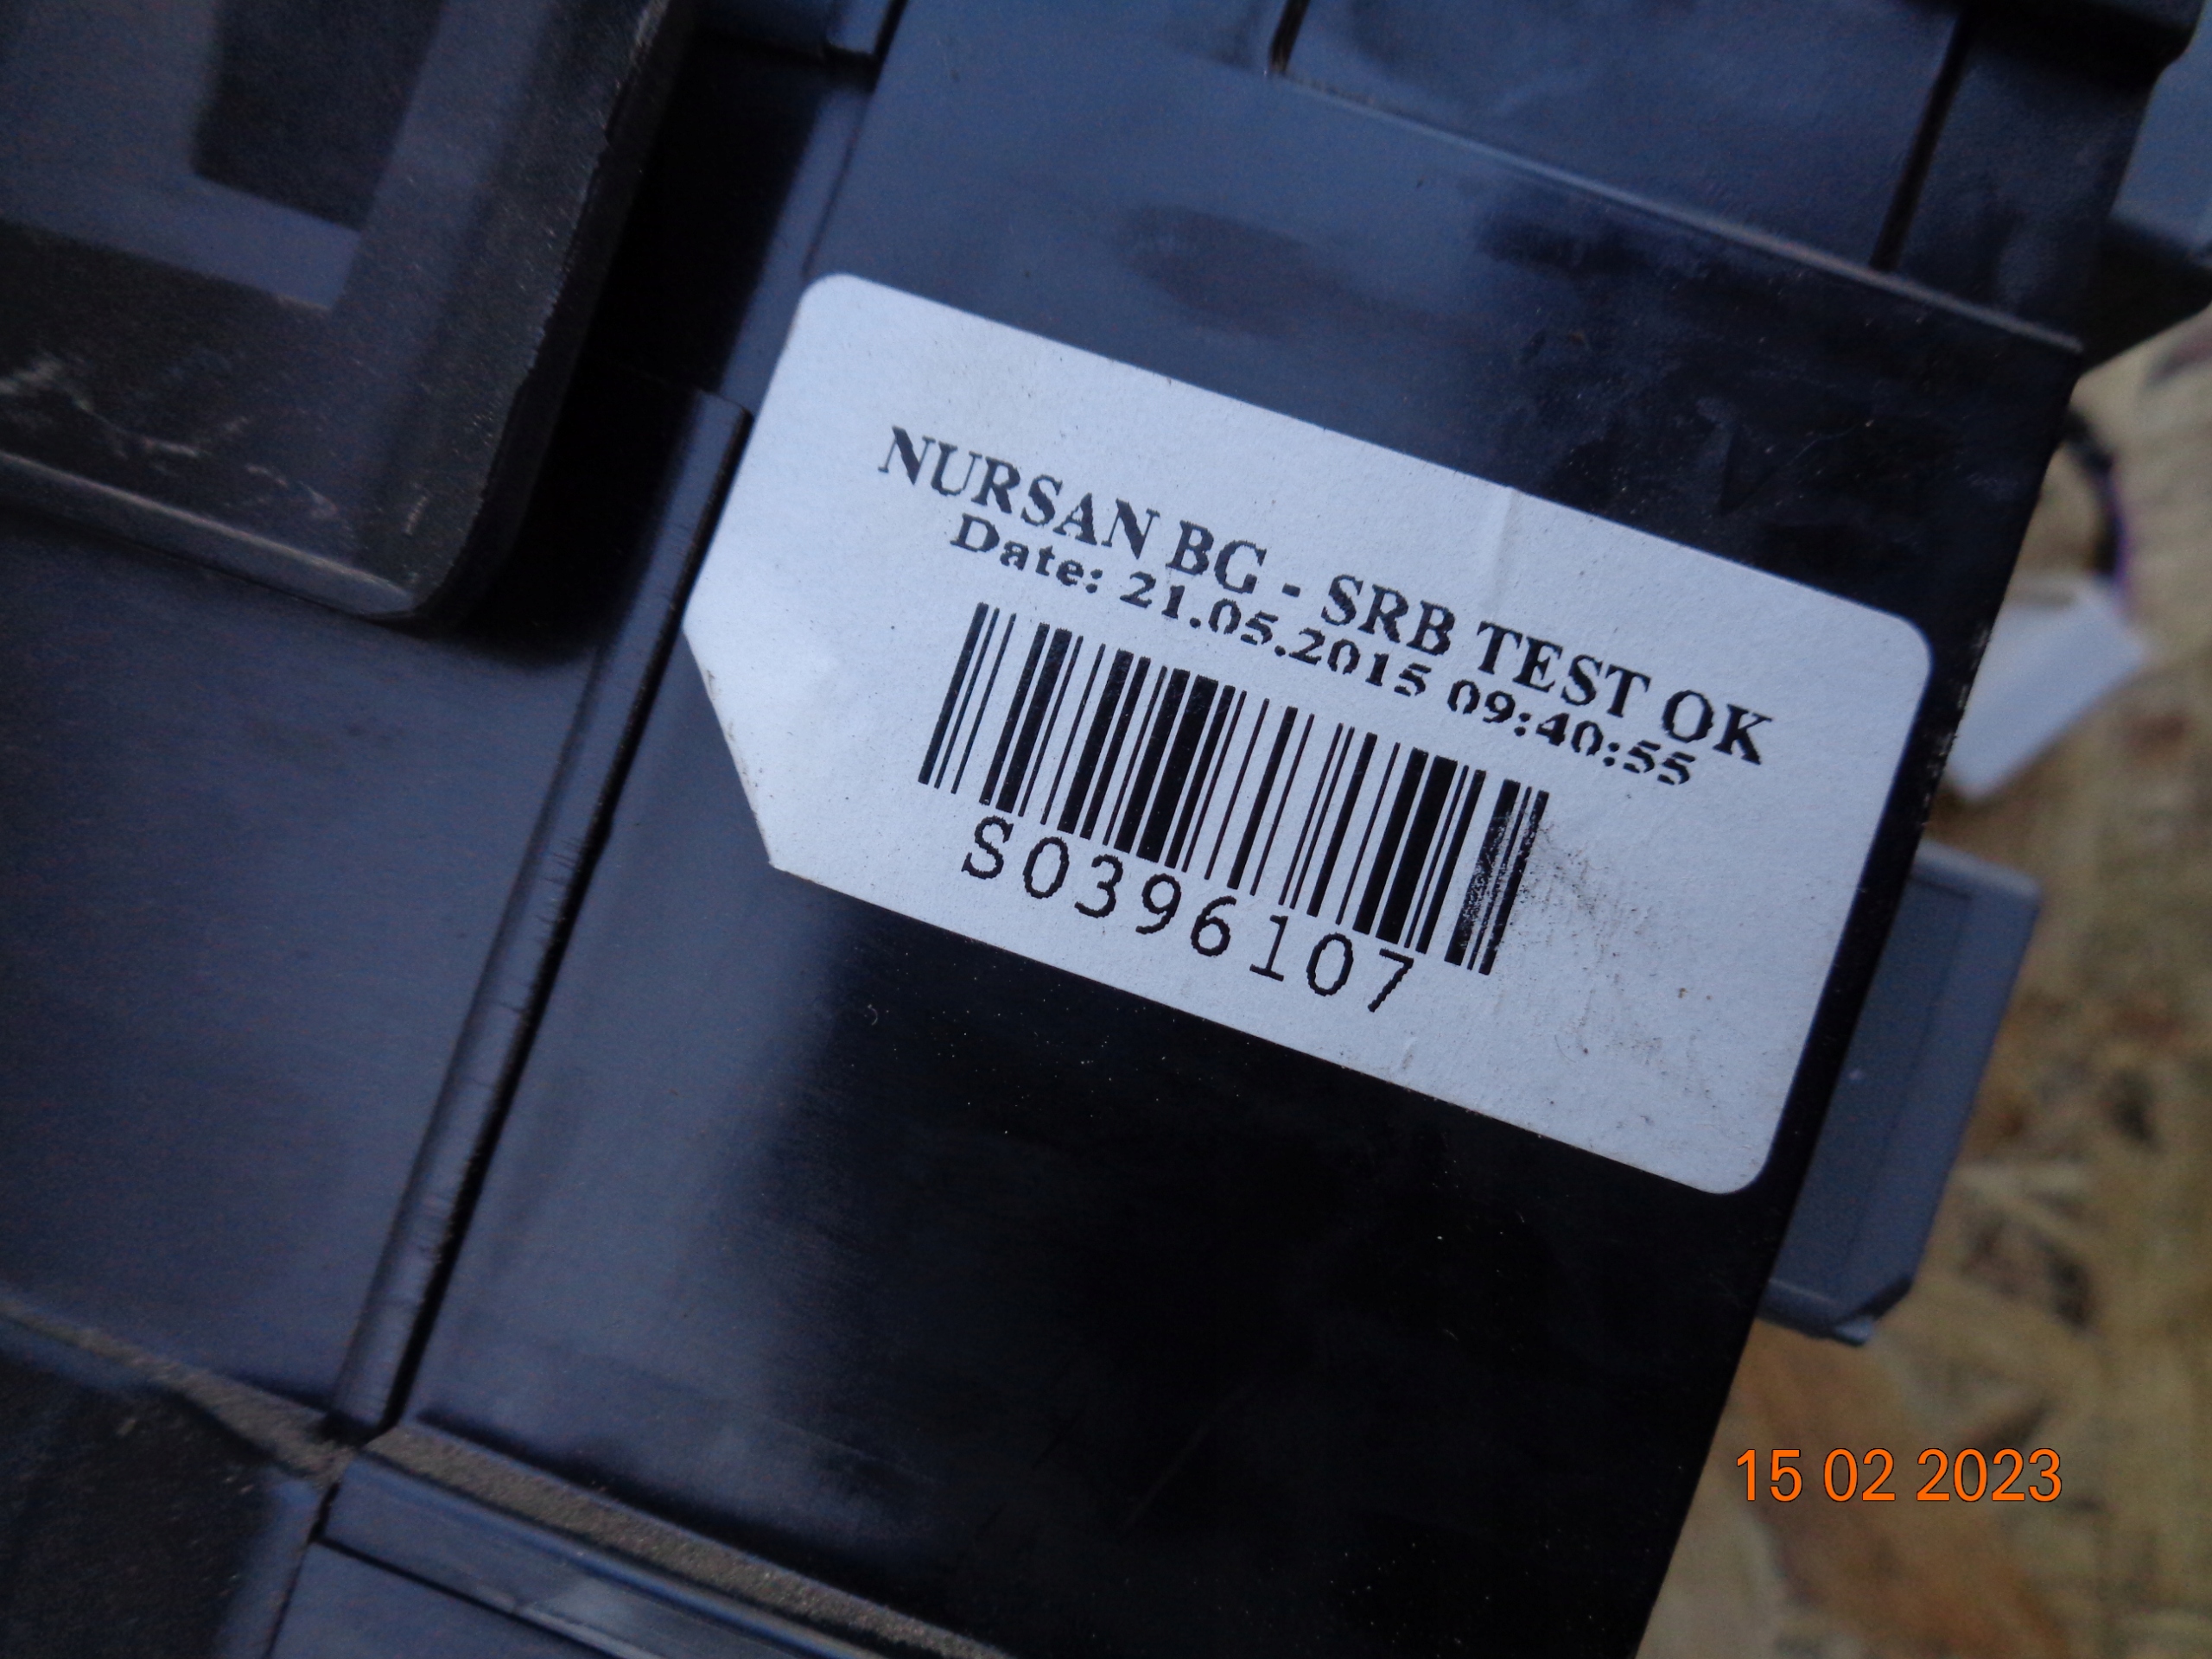 NURSAN BG - SRB TEST OK
Date: 21.05.2015 09:40:55
S0396107
15 02 2023